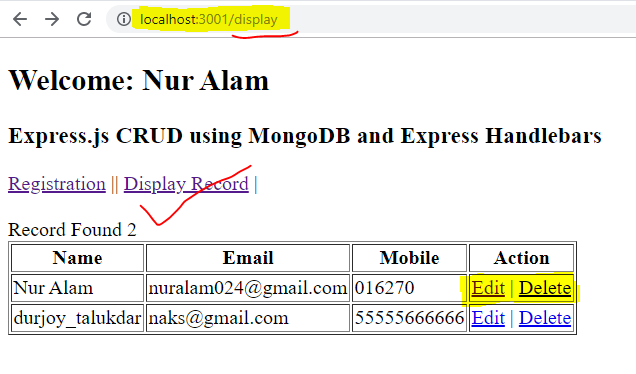 localhost:3001/display
Welcome: Nur Alam
Express.js CRUD using MongoDB and Express Handlebars
Registration || Display Record |
Record Found 2
Name Email Mobile Action
Nur Alam nuralam024@gmail.com 016270 Edit | Delete
durjoy_talukdar naks@gmail.com 55555666666 Edit | Delete